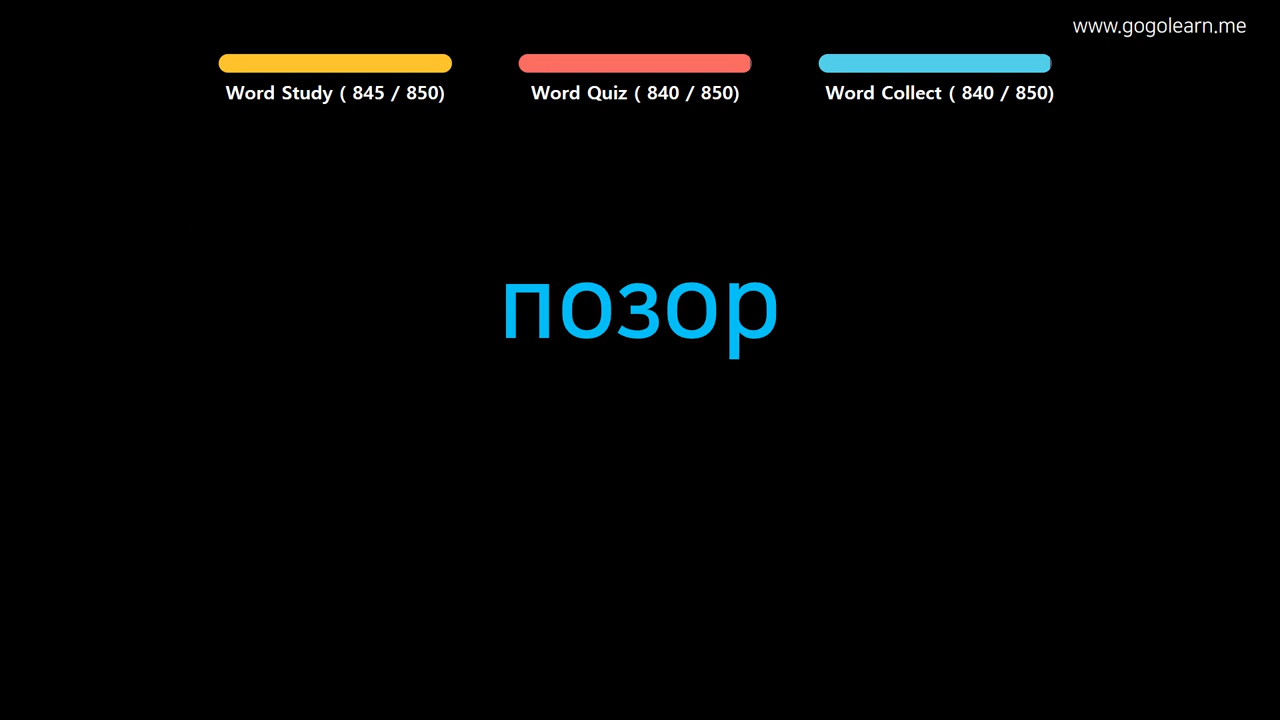 www.gogolearn.me
Word Study ( 845 / 850)
Word Quiz ( 840 / 850)
Word Collect ( 840 / 850)
позор